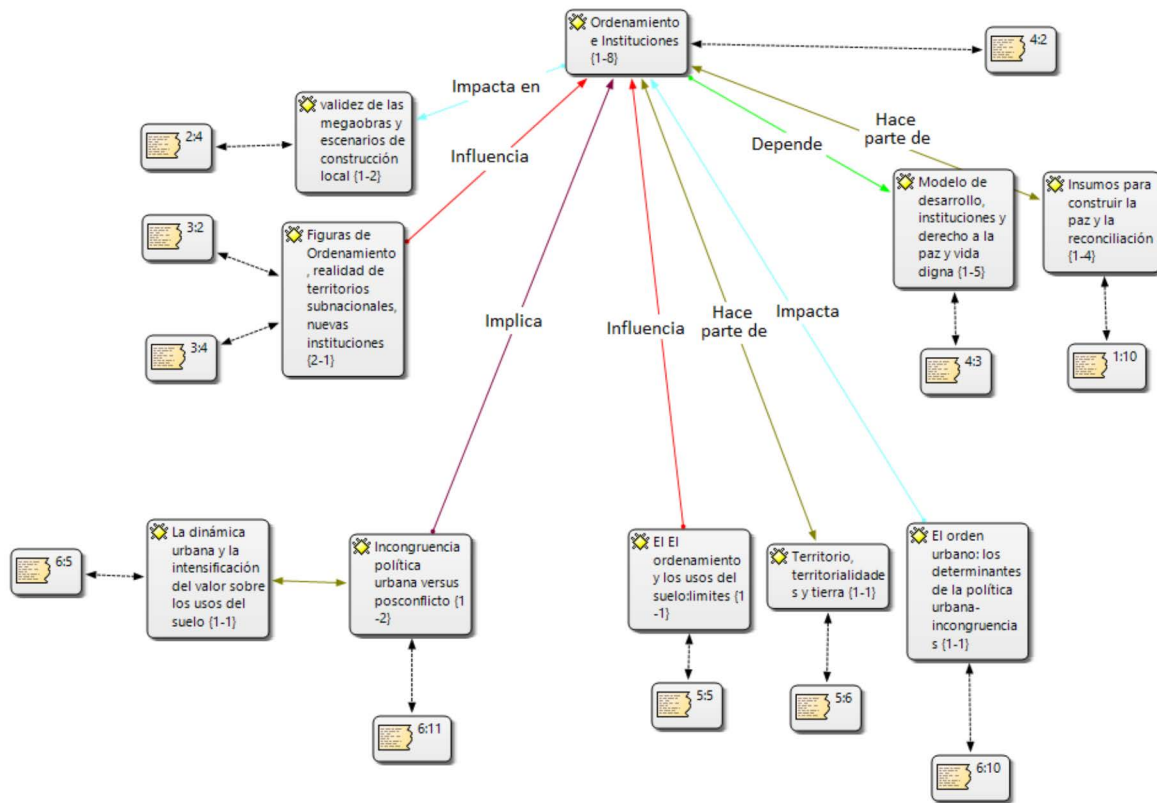 Ordenamiento
e Instituciones
{1-8}
4:2
Impacta en
validez de las
megaobras y
escenarios de
construcción
local {1-2}
2:4
Influencia
Hace
parte de
Depende
Modelo de
desarrollo,
instituciones y
derecho a la
paz y vida
digna {1-5}
Insumos para
construir la
paz y la
reconciliación
{1-4}
3:2
Figuras de
Ordenamiento
, realidad de
territorios
subnacionales,
nuevas
instituciones
{2-1}
3:4
Implica
Influencia
Hace
parte de
Impacta
4:3
1:10
La dinámica
urbana y la
intensificación
del valor sobre
los usos del
suelo {1-1}
6:5
Incongruencia
política
urbana versus
posconflicto {1
-2}
6:11
El El
ordenamiento
y los usos del
suelo:limites {1
-1}
5:5
Territorio,
territorialidade
s y tierra {1-1}
5:6
El orden
urbano: los
determinantes
de la política
urbana-
incongruencia
s {1-1}
6:10